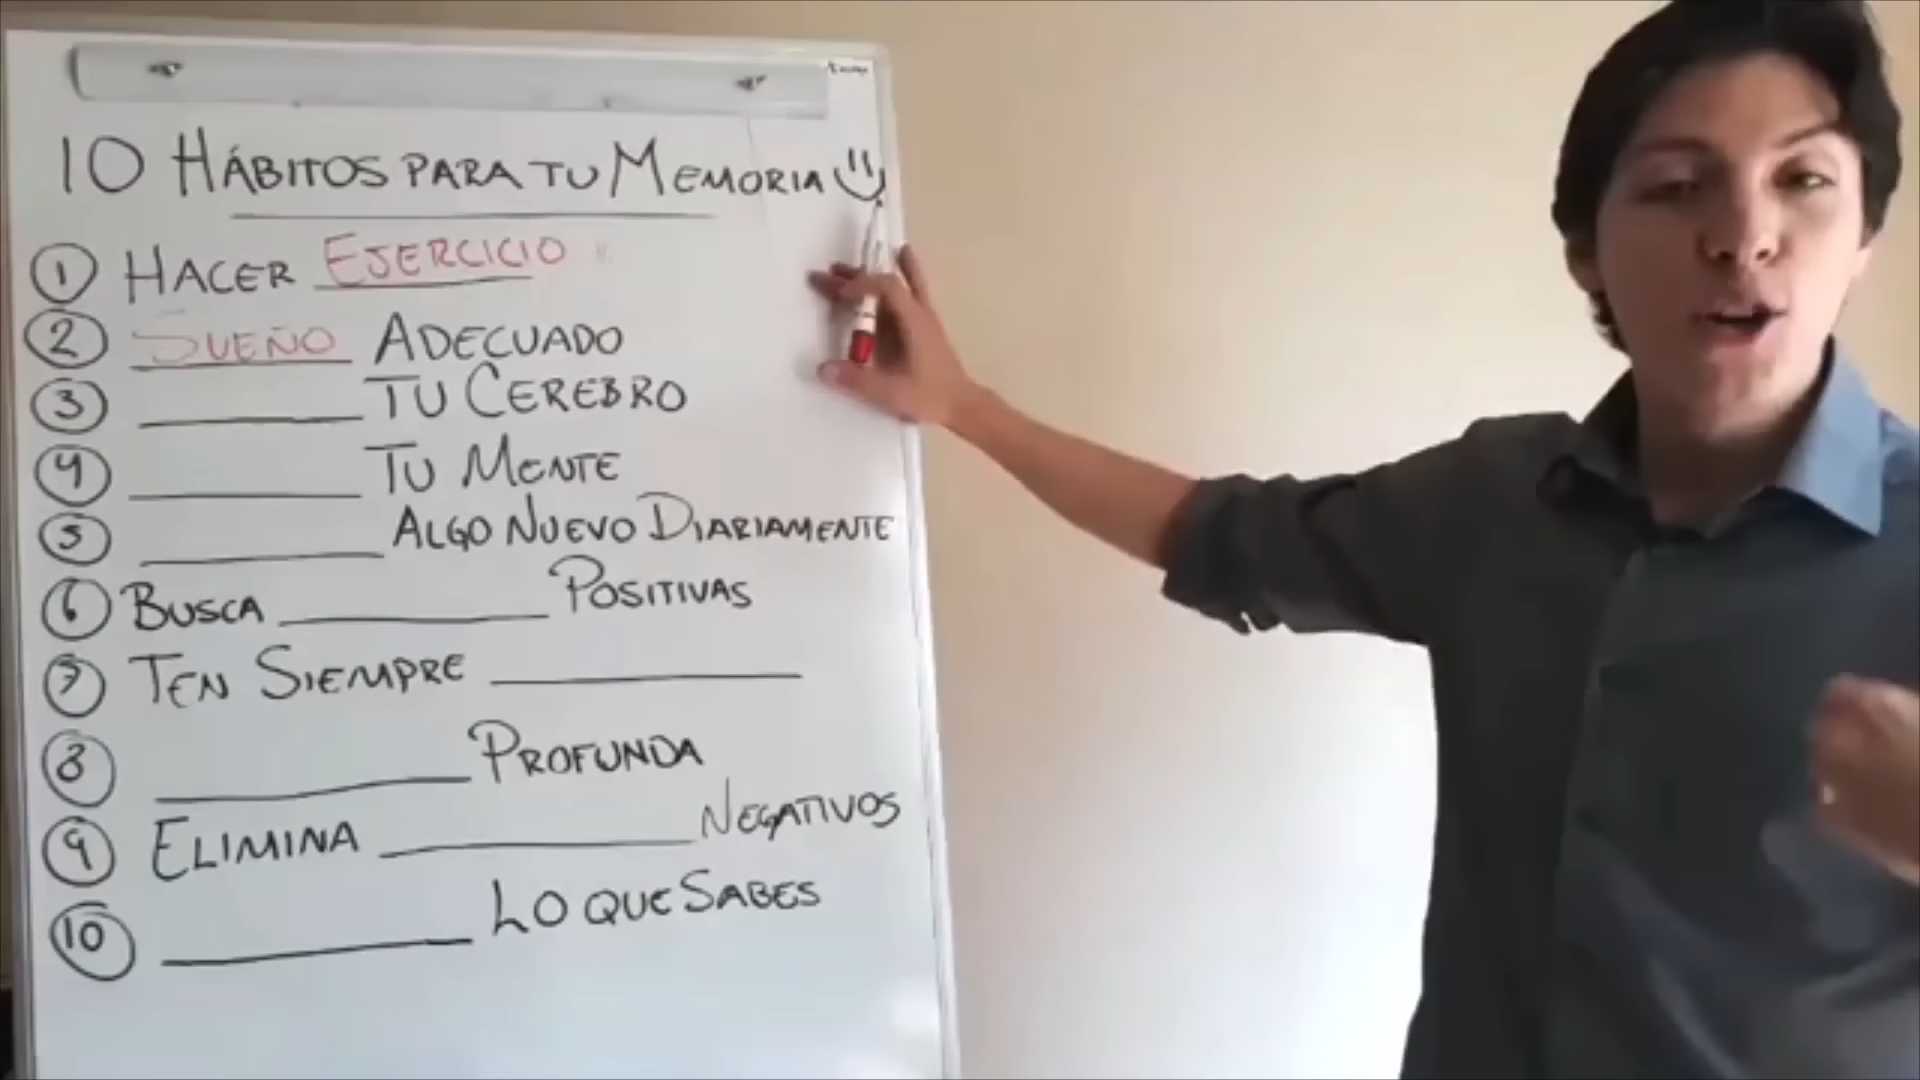 10 HÁBITOS PARA TU MEMORIA
1 HACER EJERCICIO
2 SUEÑO ADECUADO
3 TU CEREBRO
4 TU MENTE
5 ALGO NUEVO DIARIAMENTE
6 BUSCA POSITIVAS
7 TEN SIEMPRE
8 PROFUNDA
9 ELIMINA NEGATIVOS
10 LO QUE SABES